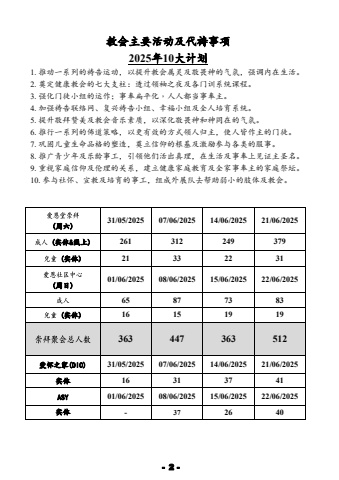 教会主要活动及代祷事项
2025年10大计划
1. 推动一系列的祷告运动，以提升教会属灵及敬畏神的气氛，强调内在生活。
2. 奠定健康教会的七大支柱：透过领袖之夜及各门训系统课程。
3. 强化门徒小组的运作：事奉扁平化，人人都当事奉主。
4. 加强祷告联络网、复兴祷告小组、幸福小组及全人培育系统。
5. 提升敬拜赞美及教会音乐素质，以深化敬畏神和神同在的气氛。
6. 推行一系列的佈道策略，以更有效的方式领人归主，使人皆作主的门徒。
7. 巩固儿童生命品格的塑造，奠立信仰的根基及激励参与各类的服事。
8. 推广青少年及乐龄事工，引领他们活出真理，在生活及事奉上见证主圣名。
9. 重视家庭信仰及伦理的关系，建立健康家庭教育及全家事奉主的家庭祭坛。
10. 参与社怀、宣教及培育的事工，组成外展队去帮助弱小的肢体及教会。
爱恩堂崇拜 (周六) 31/05/2025 07/06/2025 14/06/2025 21/06/2025
成人 (实体&线上) 261 312 249 379
儿童 (实体) 21 33 22 31
爱恩社区中心 (周日) 01/06/2025 08/06/2025 15/06/2025 22/06/2025
成人 65 87 73 83
儿童 (实体) 16 15 19 19
崇拜聚会总人数 363 447 363 512
爱怀之家(DIC) 31/05/2025 07/06/2025 14/06/2025 21/06/2025
实体 16 31 37 41
ASY 01/06/2025 08/06/2025 15/06/2025 22/06/2025
实体 - 37 26 40
- 2 -